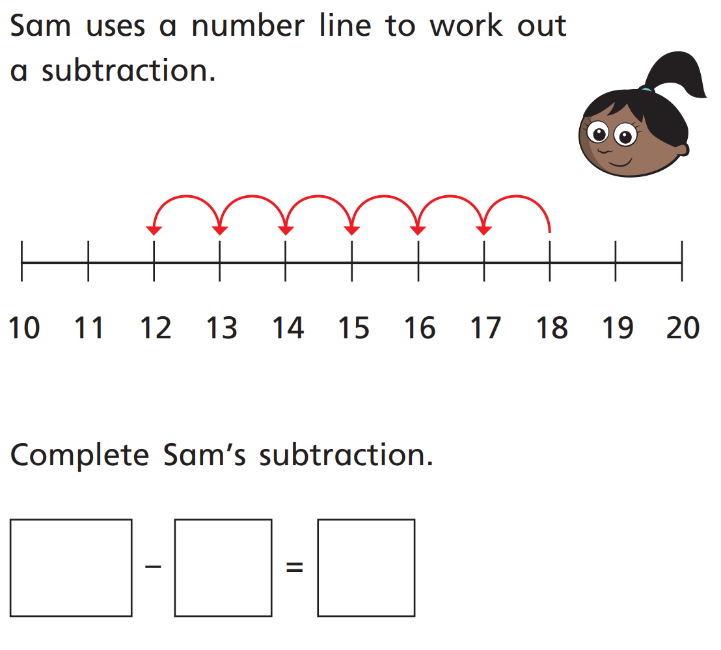 Sam uses a number line to work out
a subtraction.
10 11 12 13 14 15 16 17 18 19 20
Complete Sam's subtraction.
– =